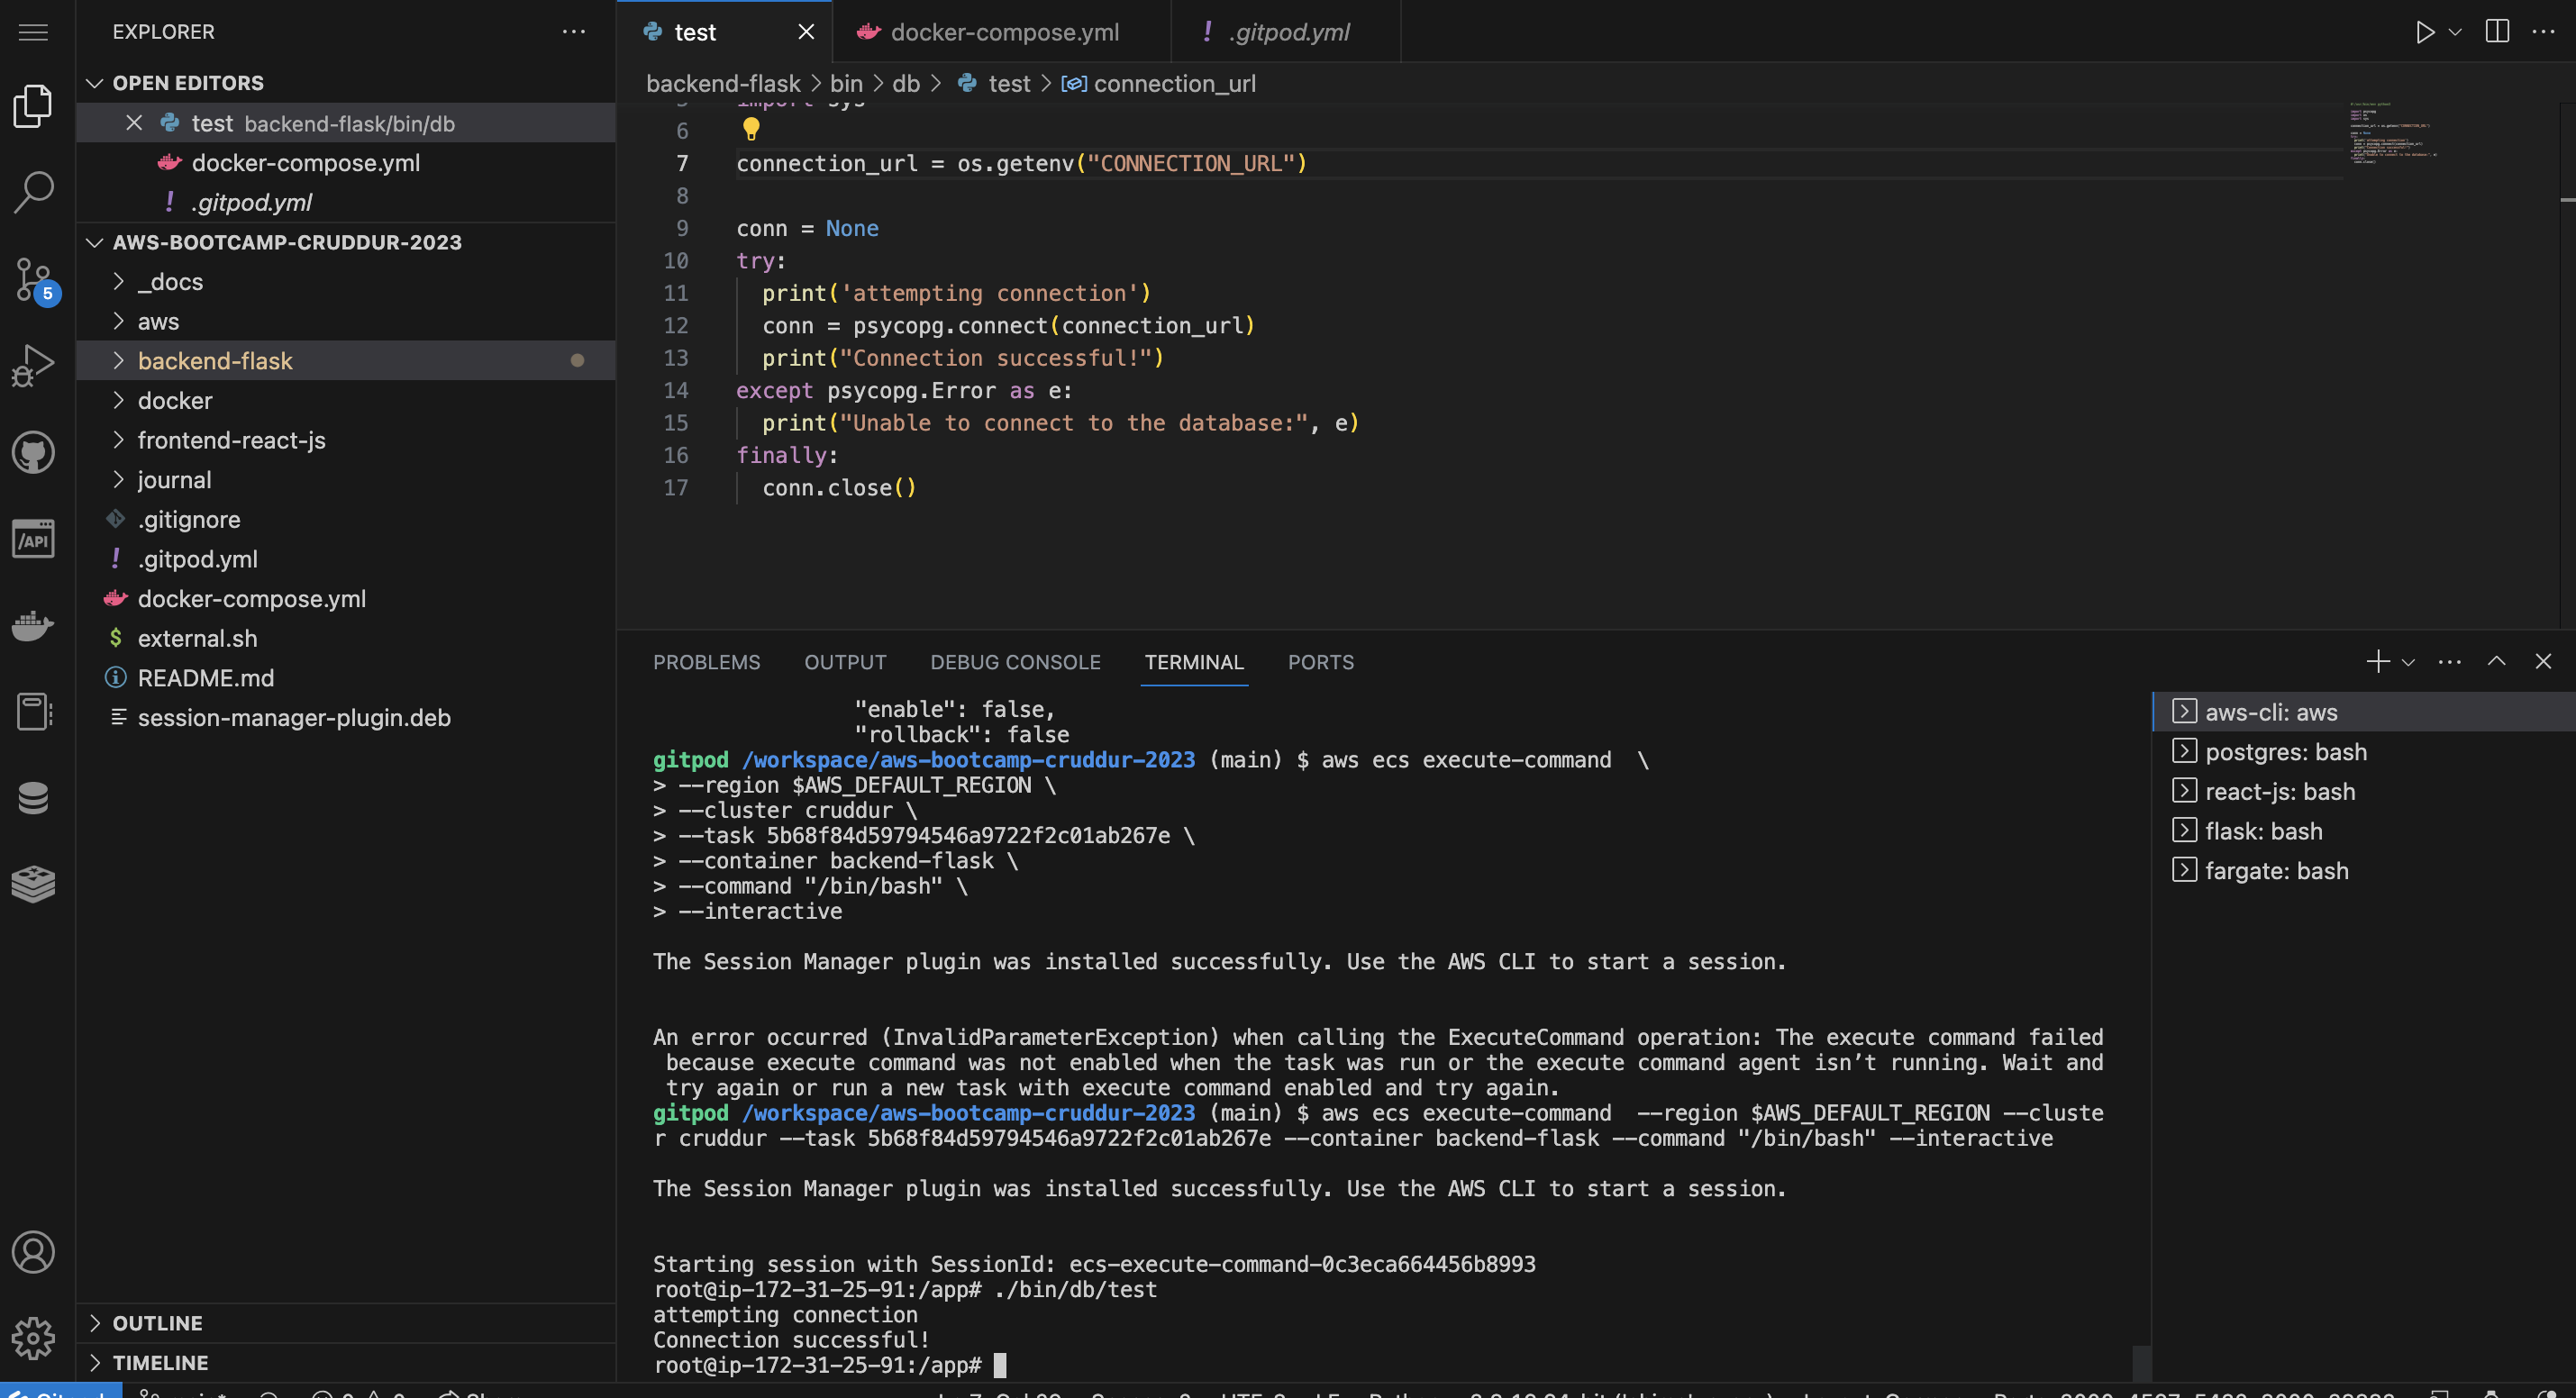 EXPLORER
OPEN EDITORS
test backend-flask/bin/db
docker-compose.yml
.gitpod.yml
AWS-BOOTCAMP-CRUDDUR-2023
_docs
aws
backend-flask
docker
frontend-react-js
journal
.gitignore
.gitpod.yml
docker-compose.yml
external.sh
README.md
session-manager-plugin.deb
OUTLINE
TIMELINE
5
/API
test
docker-compose.yml
.gitpod.yml
backend-flask > bin > db > test > connection_url
5 import sys
6
7 connection_url = os.getenv("CONNECTION_URL")
8
9 conn = None
10 try:
11 print('attempting connection')
12 conn = psycopg.connect(connection_url)
13 print("Connection successful!")
14 except psycopg.Error as e:
15 print("Unable to connect to the database:", e)
16 finally:
17 conn.close()
PROBLEMS OUTPUT DEBUG CONSOLE TERMINAL PORTS
"enable": false,
"rollback": false
gitpod /workspace/aws-bootcamp-cruddur-2023 (main) $ aws ecs execute-command \
> --region $AWS_DEFAULT_REGION \
> --cluster cruddur \
> --task 5b68f84d59794546a9722f2c01ab267e \
> --container backend-flask \
> --command "/bin/bash" \
> --interactive
The Session Manager plugin was installed successfully. Use the AWS CLI to start a session.
An error occurred (InvalidParameterException) when calling the ExecuteCommand operation: The execute command failed
because execute command was not enabled when the task was run or the execute command agent isn’t running. Wait and
try again or run a new task with execute command enabled and try again.
gitpod /workspace/aws-bootcamp-cruddur-2023 (main) $ aws ecs execute-command --region $AWS_DEFAULT_REGION --cluste
r cruddur --task 5b68f84d59794546a9722f2c01ab267e --container backend-flask --command "/bin/bash" --interactive
The Session Manager plugin was installed successfully. Use the AWS CLI to start a session.
Starting session with SessionId: ecs-execute-command-0c3eca664456b8993
root@ip-172-31-25-91:/app# ./bin/db/test
attempting connection
Connection successful!
root@ip-172-31-25-91:/app#
aws-cli: aws
postgres: bash
react-js: bash
flask: bash
fargate: bash